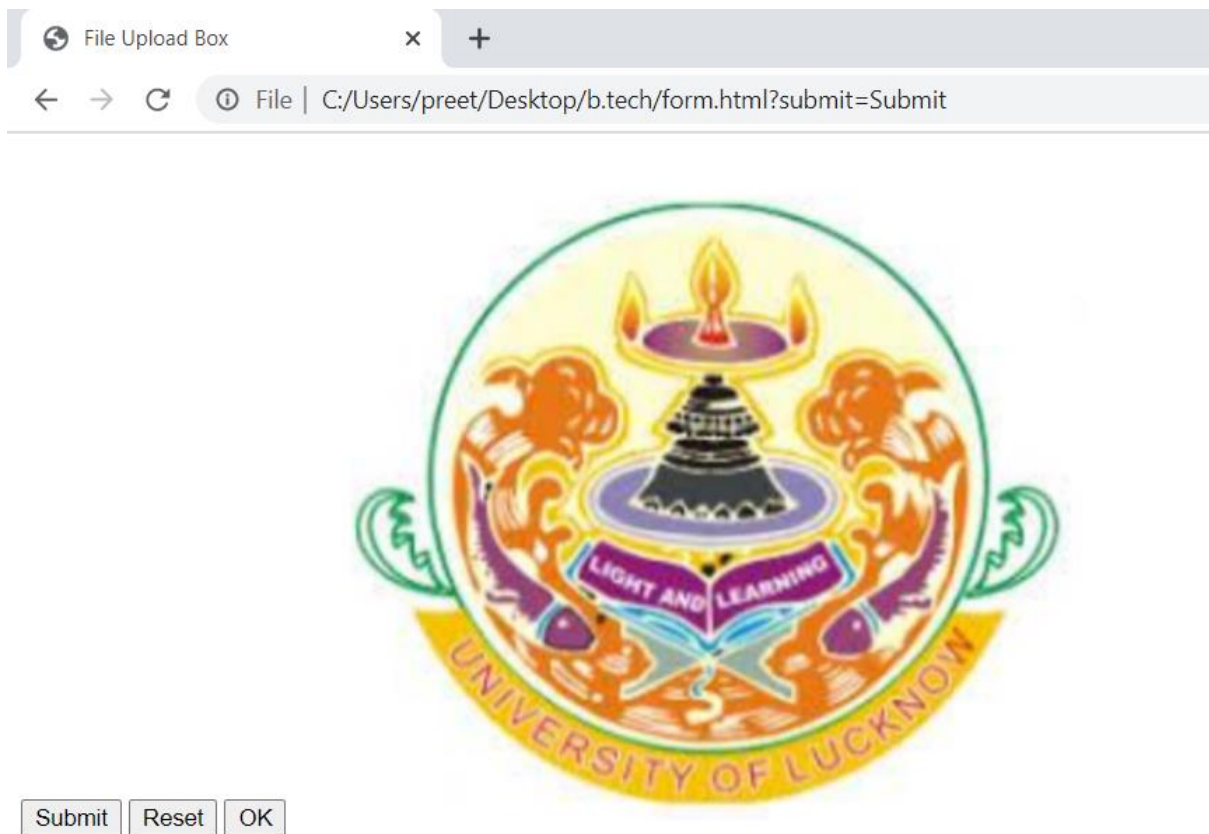 File Upload Box
File | C:/Users/preet/Desktop/b.tech/form.html?submit=Submit
LIGHT AND LEARNING
UNIVERSITY OF LUCKNOW
Submit Reset OK